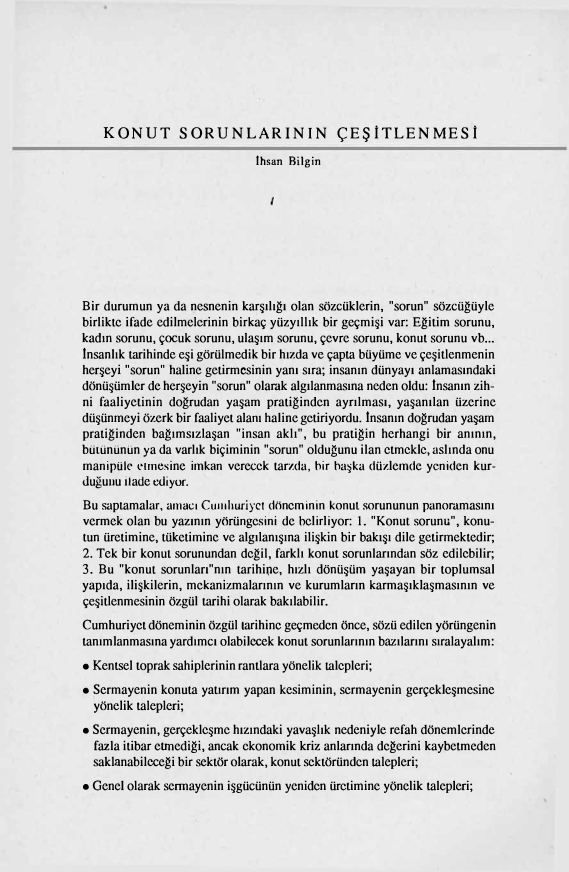 KONUT SORUNLARININ ÇEŞİTLENMESİ
İhsan Bilgin
Bir durumun ya da nesnenin karşılığı olan sözcüklerin, "sorun" sözcüğüyle
birlikte ifade edilmelerinin birkaç yüzyıllık bir geçmişi var: Eğitim sorunu,
kadın sorunu, çocuk sorunu, ulaşım sorunu, çevre sorunu, konut sorunu vb...
İnsanlık tarihinde eşi görülmedik bir hızda ve çapta büyüme ve çeşitlenmenin
herşeyi "sorun" haline getirmesinin yanı sıra; insanın dünyayı anlamasındaki
dönüşümler de herşeyin "sorun" olarak algılanmasına neden oldu: İnsanın zih-
ni faaliyetinin doğrudan yaşam pratiğinden ayrılması, yaşanılan üzerine
düşünmeyi özerk bir faaliyet alanı haline getiriyordu. İnsanın doğrudan yaşam
pratiğinden bağımsızlaşan "insan aklı", bu pratiğin herhangi bir anının,
bütününün ya da varlık biçiminin "sorun" olduğunu ilan etmekle, aslında onu
manipüle etmesine imkan verecek tarzda, bir başka düzlemde yeniden kur-
duğunu ifade ediyor.
Bu saptamalar, amacı Cumhuriyet döneminin konut sorununun panoramasını
vermek olan bu yazının yörüngesini de belirliyor: 1. "Konut sorunu", konu-
tun üretimine, tüketimine ve algılanışına ilişkin bir bakışı dile getirmektedir;
2. Tek bir konut sorunundan değil, farklı konut sorunlarından söz edilebilir;
3. Bu "konut sorunları"nın tarihine, hızlı dönüşüm yaşayan bir toplumsal
yapıda, ilişkilerin, mekanizmalarının ve kurumların karmaşıklaşmasının ve
çeşitlenmesinin özgül tarihi olarak bakılabilir.
Cumhuriyet döneminin özgül tarihine geçmeden önce, sözü edilen yörüngenin
tanımlanmasına yardımcı olabilecek konut sorunlarının bazılarını sıralayalım:
● Kentsel toprak sahiplerinin rantlara yönelik talepleri;
● Sermayenin konuta yatırım yapan kesiminin, sermayenin gerçekleşmesine
yönelik talepleri;
● Sermayenin, gerçekleşme hızındaki yavaşlık nedeniyle refah dönemlerinde
fazla itibar etmediği, ancak ekonomik kriz anlarında değerini kaybetmeden
saklanabileceği bir sektör olarak, konut sektöründen talepleri;
● Genel olarak sermayenin işgücünün yeniden üretimine yönelik talepleri;